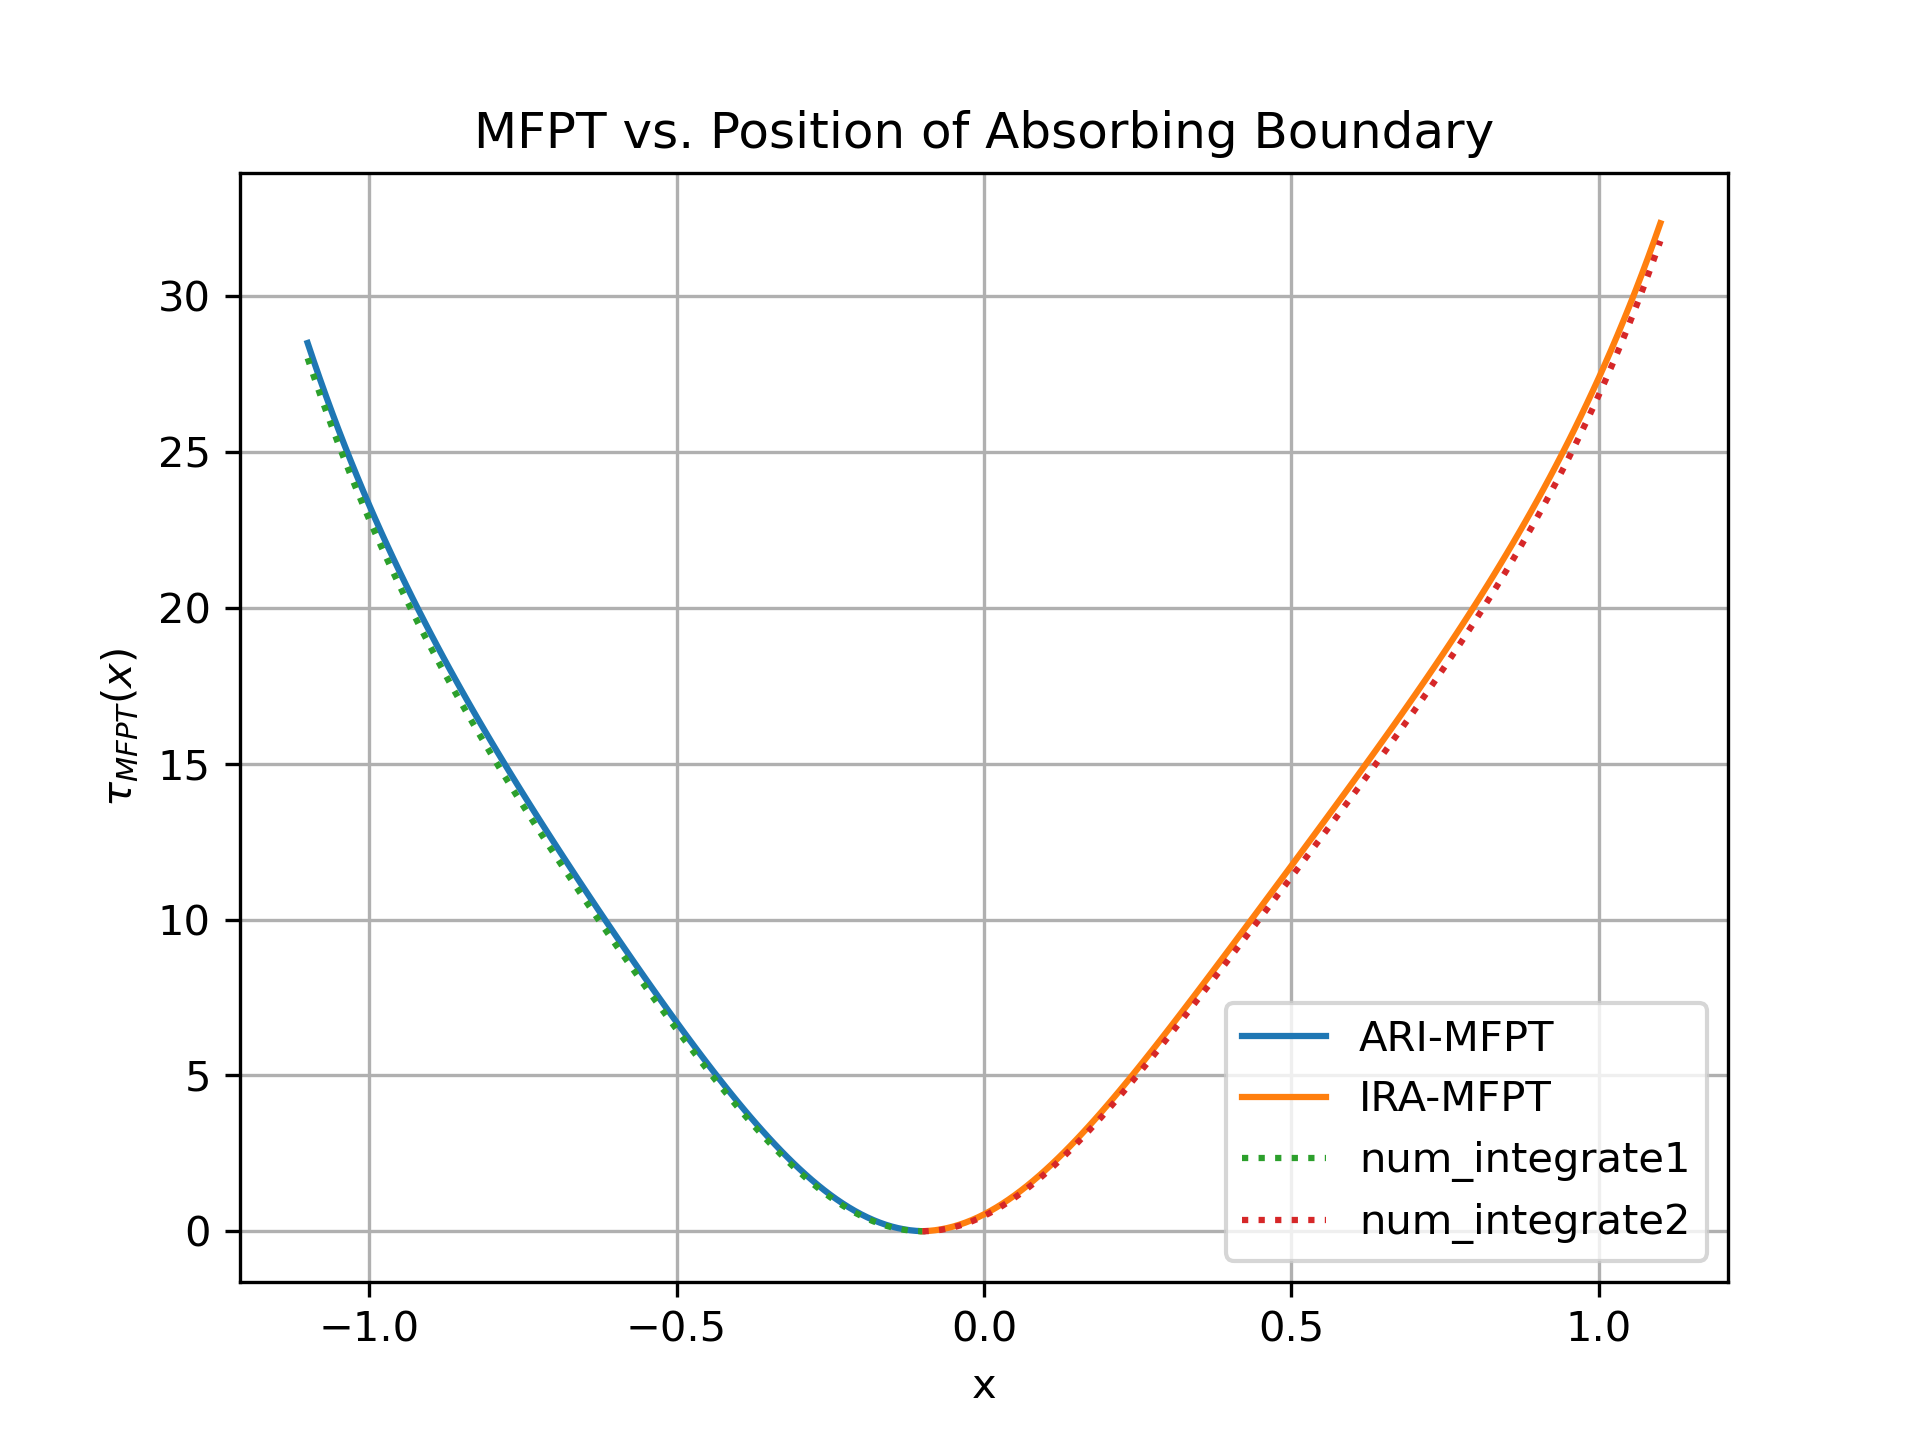 MFPT vs. Position of Absorbing Boundary
τ_MFPT(x)
30
25
20
15
10
5
0
−1.0
−0.5
0.0
0.5
1.0
x
ARI-MFPT
IRA-MFPT
num_integrate1
num_integrate2